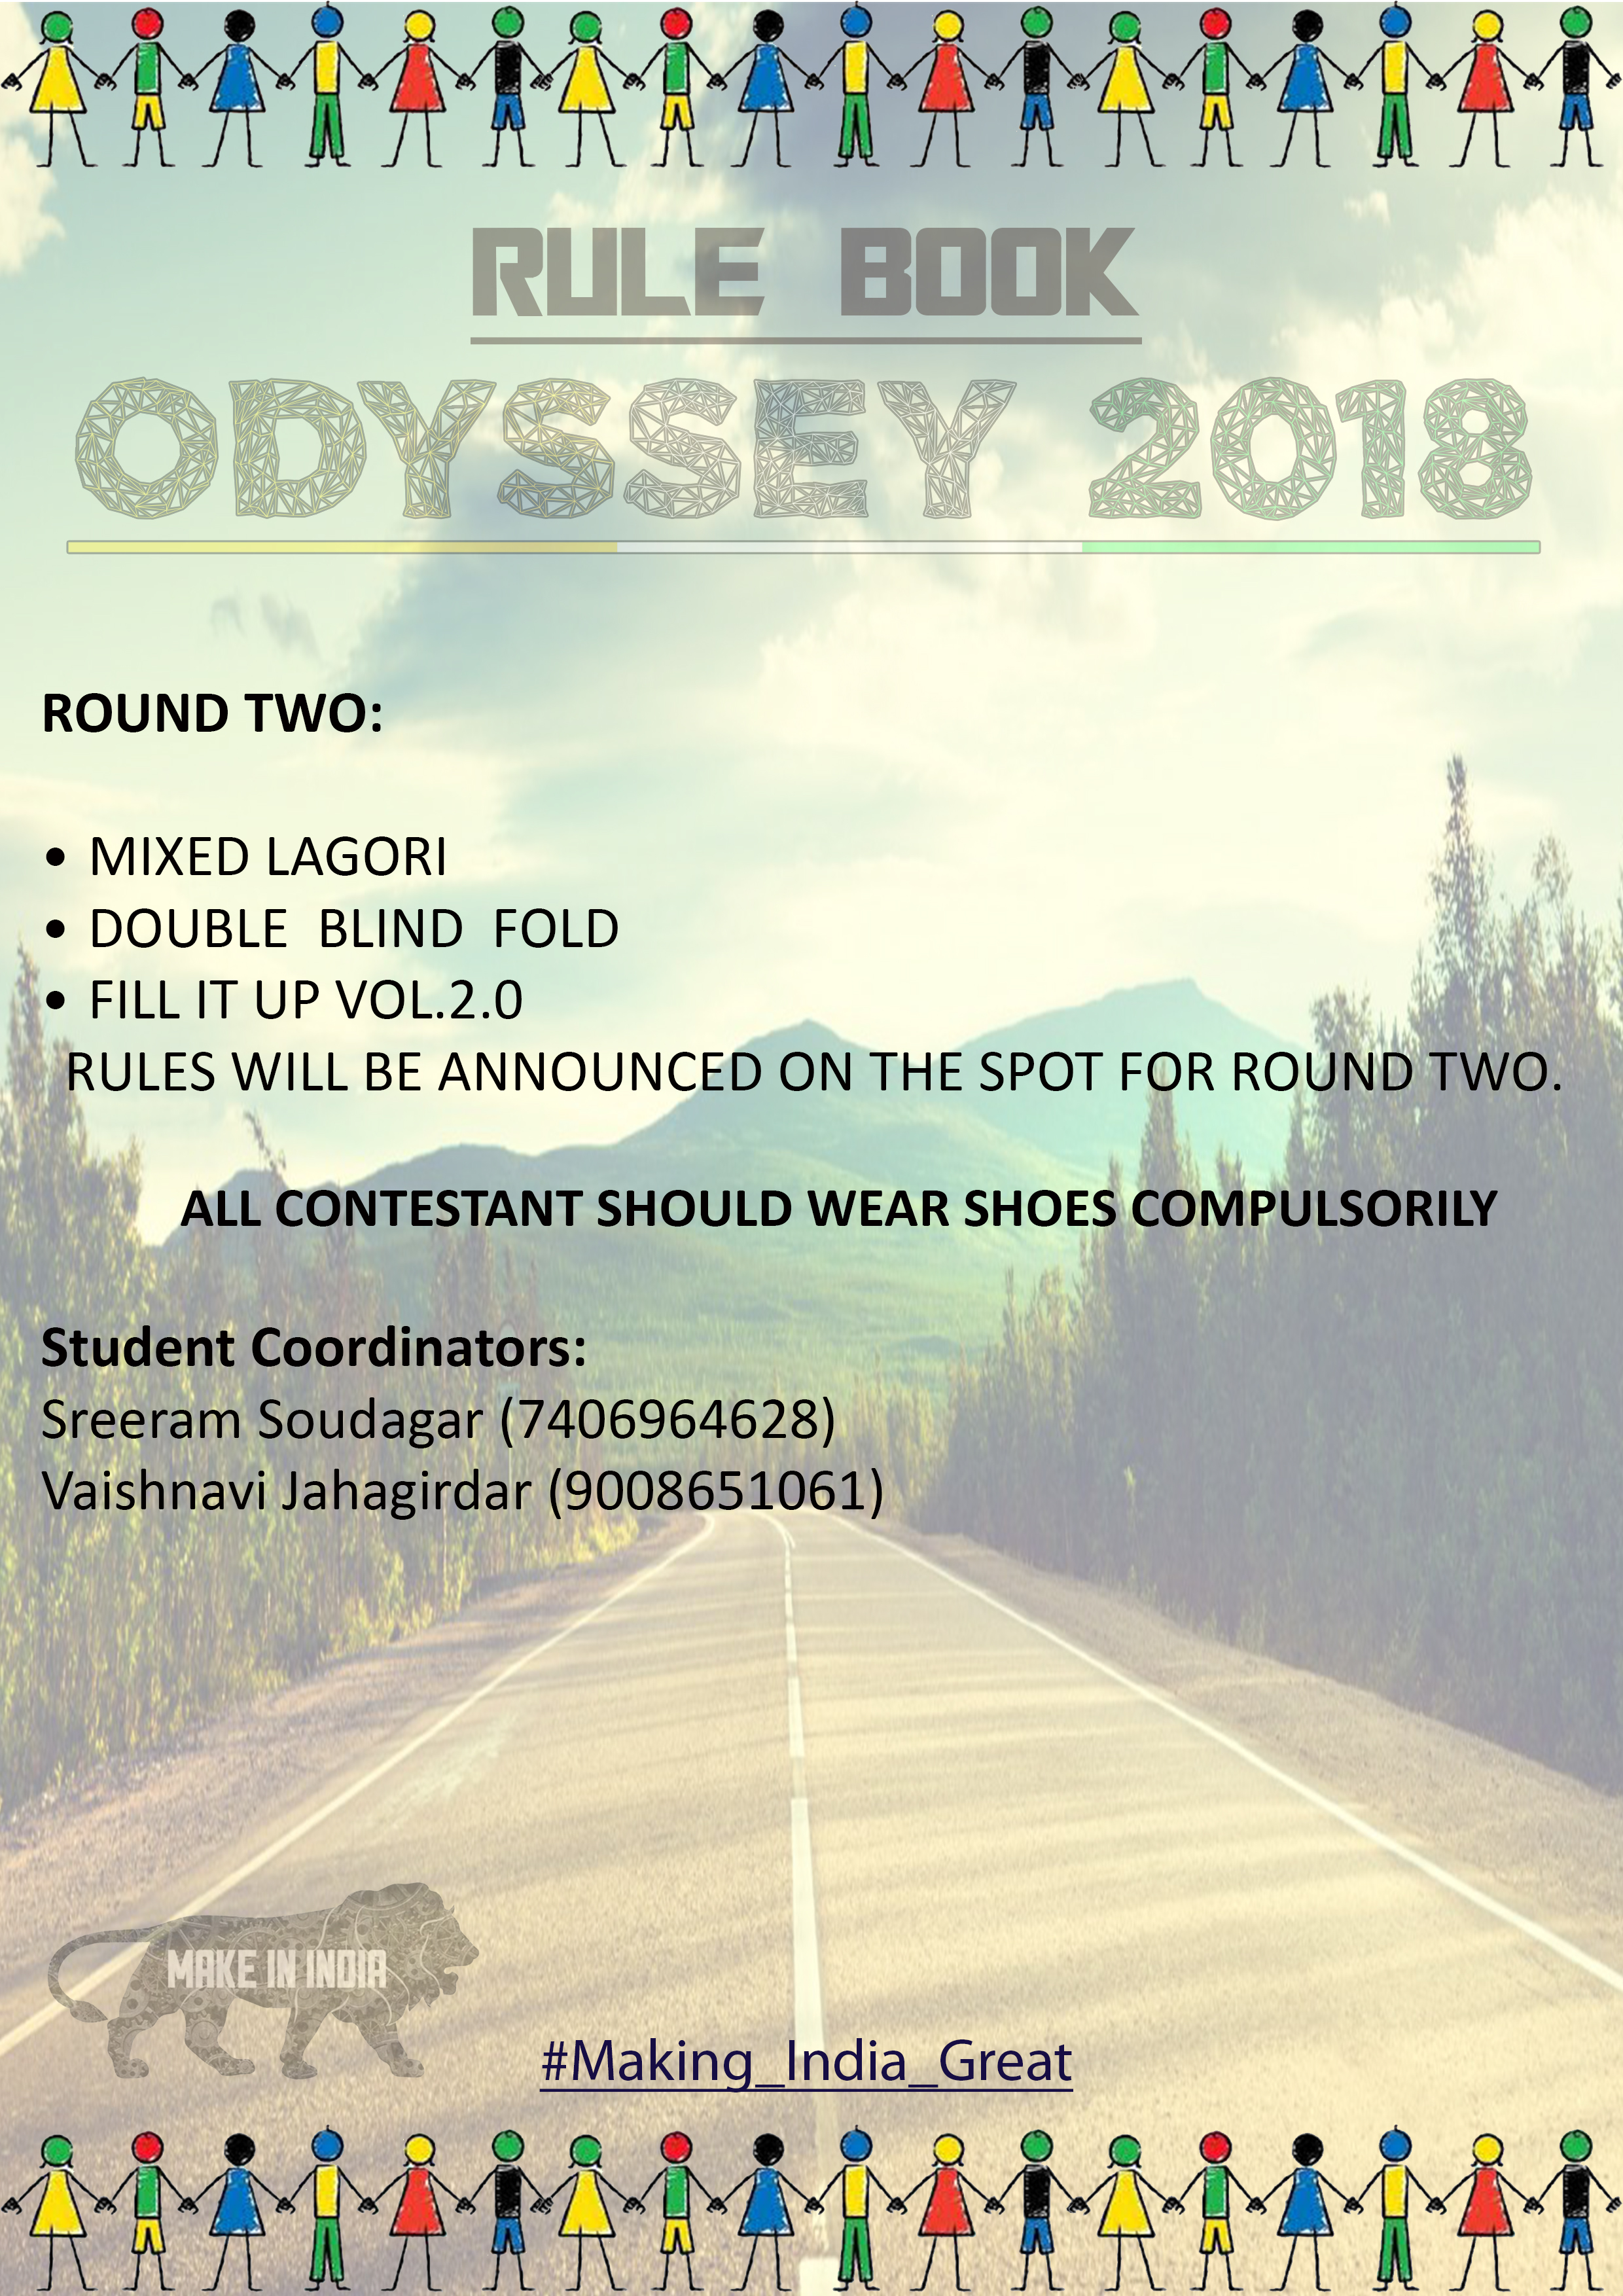 RULE BOOK
ODYSSEY 2018
ROUND TWO:
• MIXED LAGORI
• DOUBLE BLIND FOLD
• FILL IT UP VOL.2.0
RULES WILL BE ANNOUNCED ON THE SPOT FOR ROUND TWO.
ALL CONTESTANT SHOULD WEAR SHOES COMPULSORILY
Student Coordinators:
Sreeram Soudagar (7406964628)
Vaishnavi Jahagirdar (9008651061)
MAKE IN INDIA
#Making_India_Great